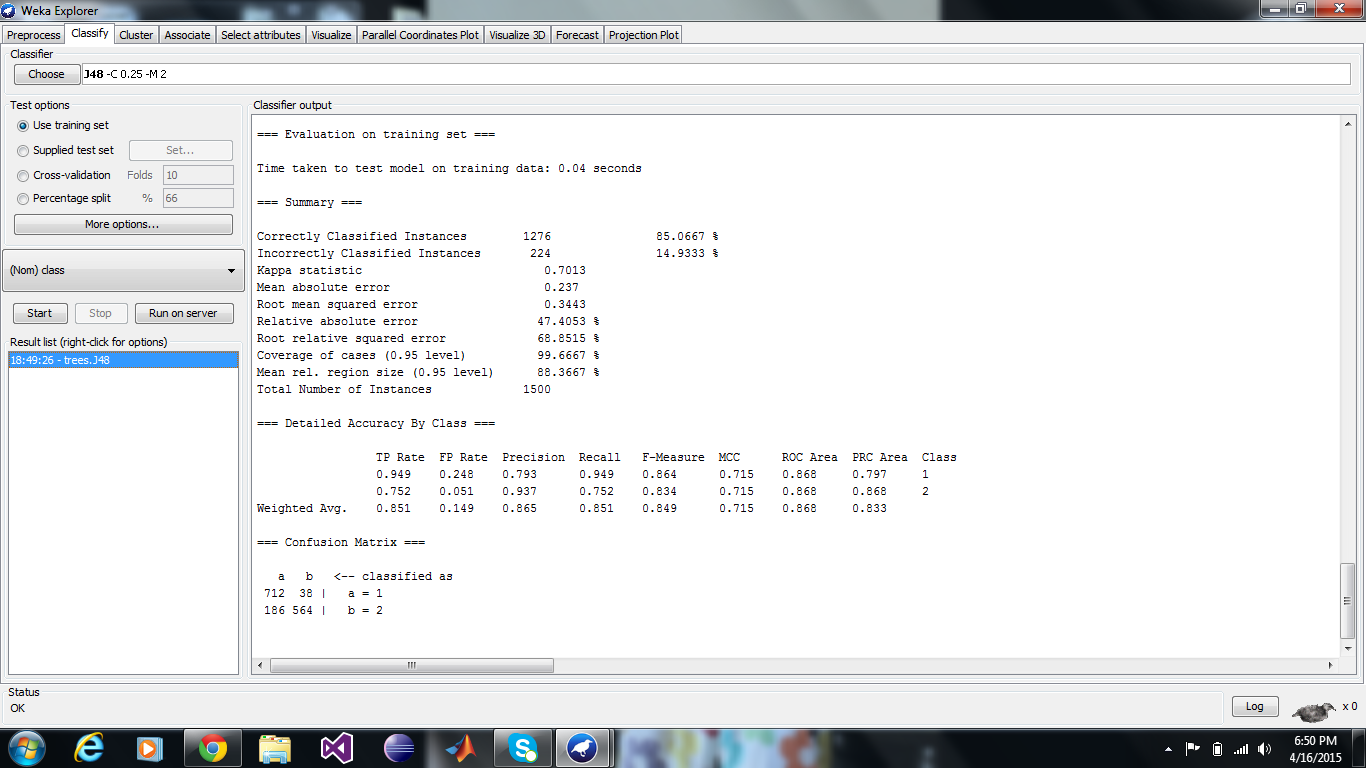 Weka Explorer
Preprocess Classify Cluster Associate Select attributes Visualize Parallel Coordinates Plot Visualize 3D Forecast Projection Plot
Classifier
Choose J48 -C 0.25 -M 2
Test options
Use training set
Supplied test set Set...
Cross-validation Folds 10
Percentage split % 66
More options...
(Nom) class
Start Stop Run on server
Result list (right-click for options)
18:49:26 - trees.J48
Classifier output
=== Evaluation on training set ===
Time taken to test model on training data: 0.04 seconds
=== Summary ===
Correctly Classified Instances 1276 85.0667 %
Incorrectly Classified Instances 224 14.9333 %
Kappa statistic 0.7013
Mean absolute error 0.237
Root mean squared error 0.3443
Relative absolute error 47.4053 %
Root relative squared error 68.8515 %
Coverage of cases (0.95 level) 99.6667 %
Mean rel. region size (0.95 level) 88.3667 %
Total Number of Instances 1500
=== Detailed Accuracy By Class ===
TP Rate FP Rate Precision Recall F-Measure MCC ROC Area PRC Area Class
0.949 0.248 0.793 0.949 0.864 0.715 0.868 0.797 1
0.752 0.051 0.937 0.752 0.834 0.715 0.868 0.868 2
Weighted Avg. 0.851 0.149 0.865 0.851 0.849 0.715 0.868 0.833
=== Confusion Matrix ===
a b <-- classified as
712 38 | a = 1
186 564 | b = 2
Status
OK
Log x 0
6:50 PM
4/16/2015